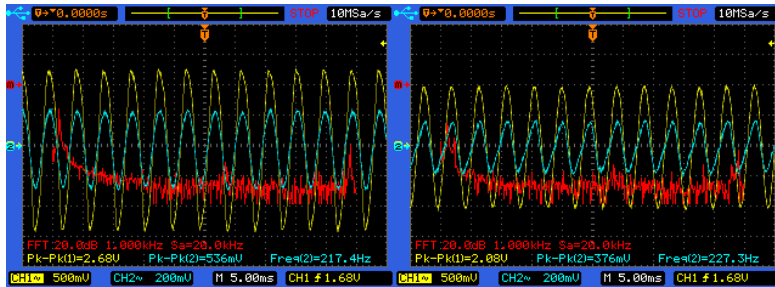 0.0000s STOP 10MSa/s
FFT:20.0dB 1.000kHz Sa=20.0kHz
Pk-Pk(1)=2.68V Pk-Pk(2)=536mV Freq(2)=217.4Hz
CH1~ 500mV CH2~ 200mV M 5.00ms CH1 1.68V
0.0000s STOP 10MSa/s
FFT:20.0dB 1.000kHz Sa=20.0kHz
Pk-Pk(1)=2.08V Pk-Pk(2)=376mV Freq(2)=227.3Hz
CH1~ 500mV CH2~ 200mV M 5.00ms CH1 1.68V